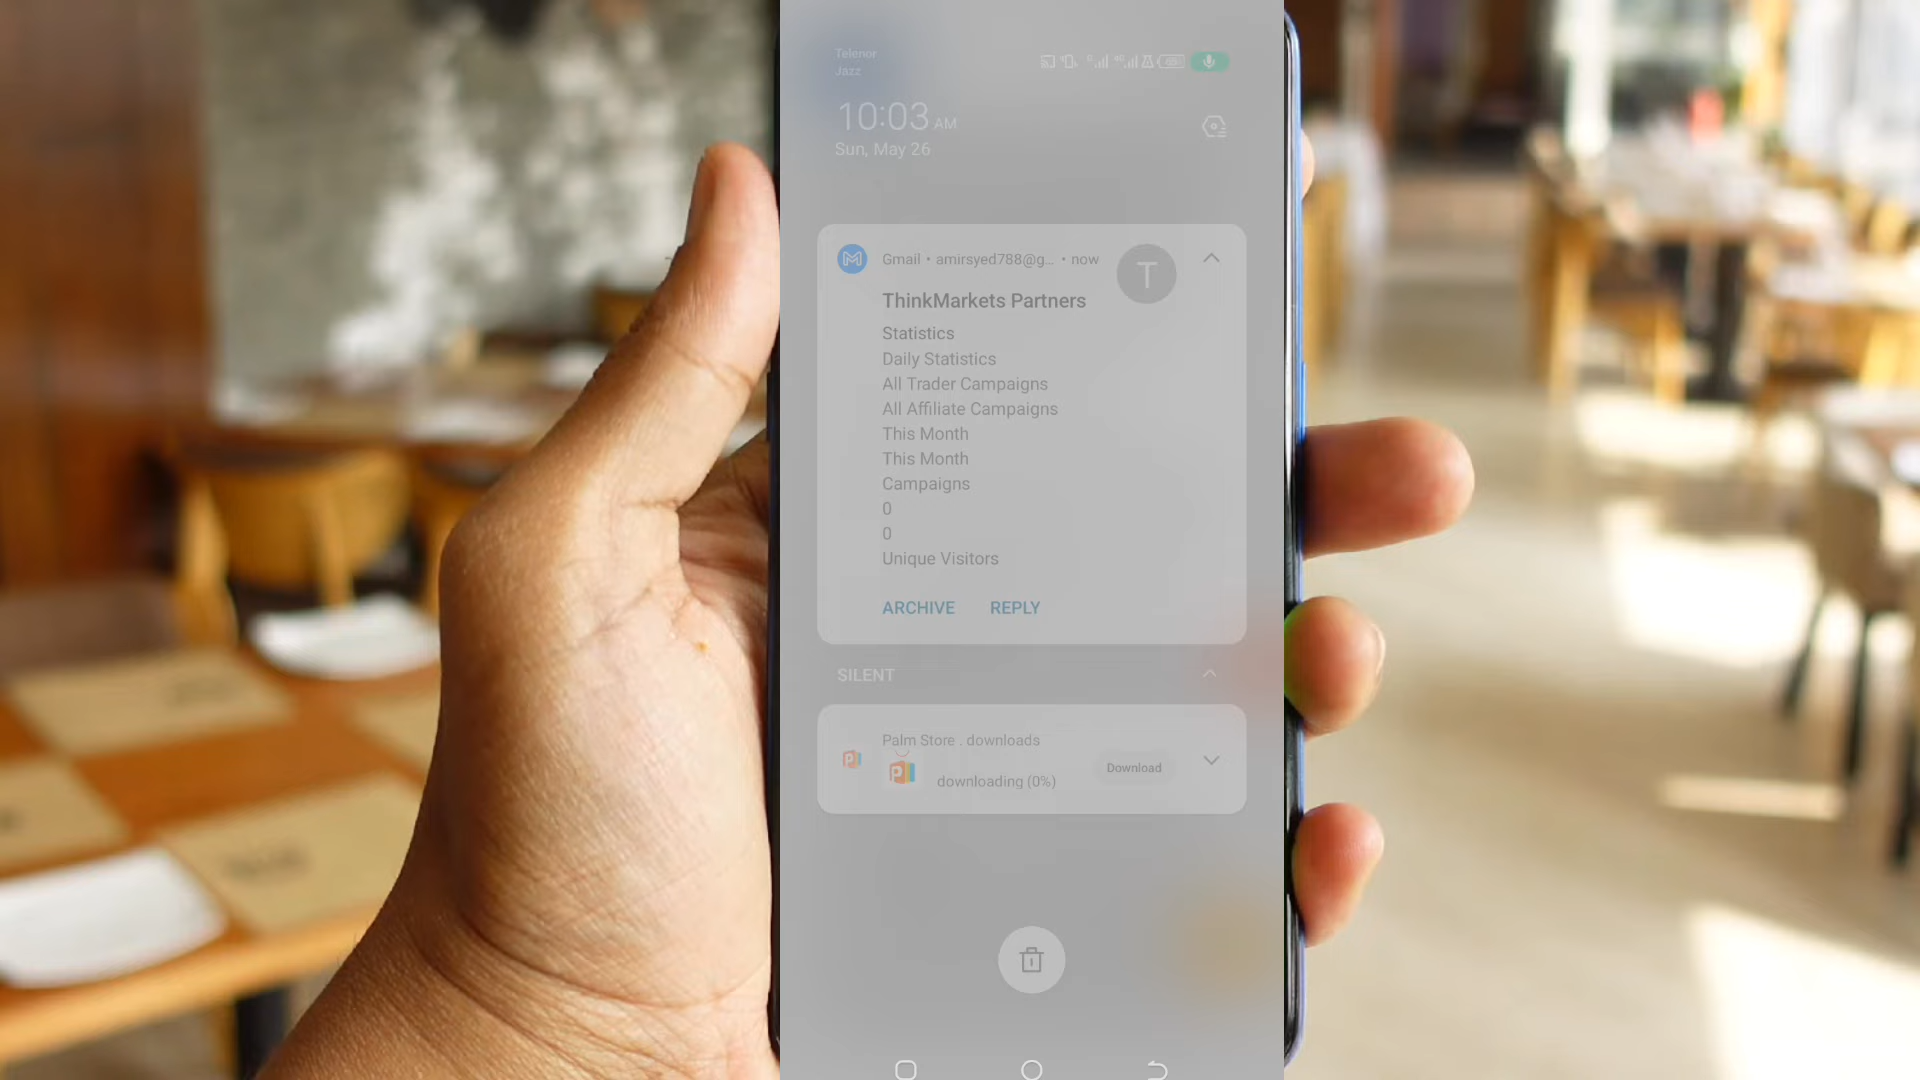 Telenor
Jazz
10:03 AM
Sun, May 26
Gmail • amirsyed788@g... • now
T
ThinkMarkets Partners
Statistics
Daily Statistics
All Trader Campaigns
All Affiliate Campaigns
This Month
This Month
Campaigns
0
0
Unique Visitors
ARCHIVE REPLY
SILENT
Palm Store . downloads
downloading (0%)
Download